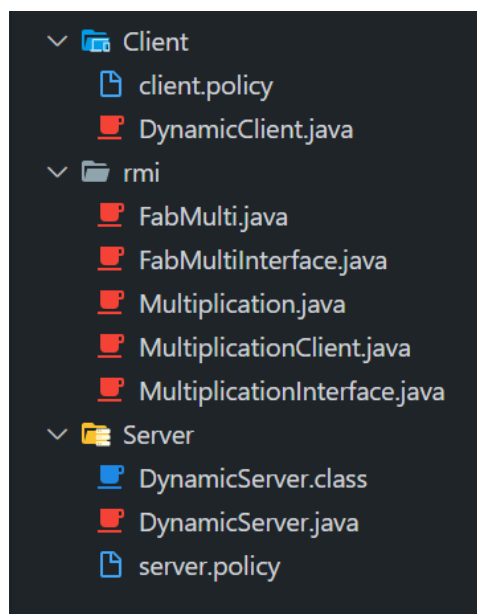 Client
client.policy
DynamicClient.java
rmi
FabMulti.java
FabMultiInterface.java
Multiplication.java
MultiplicationClient.java
MultiplicationInterface.java
Server
DynamicServer.class
DynamicServer.java
server.policy